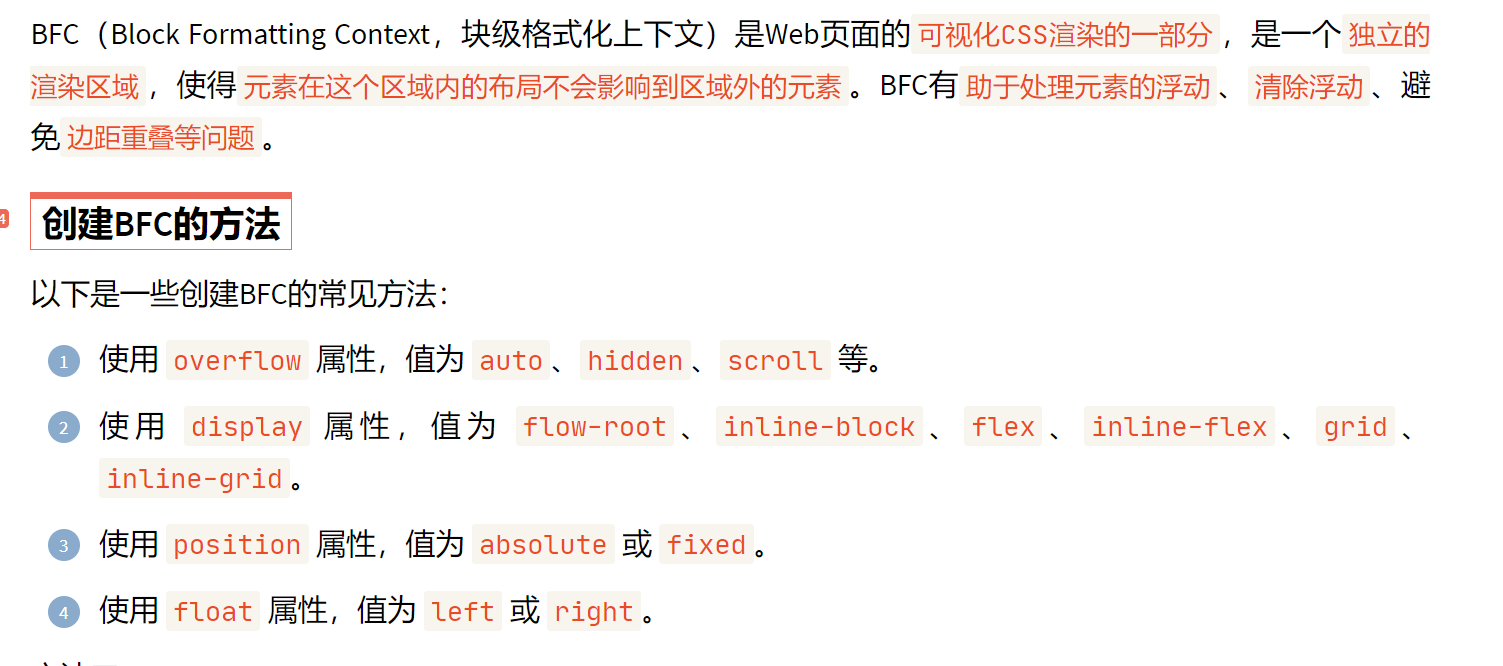 BFC（Block Formatting Context，块级格式化上下文）是Web页面的 可视化CSS渲染的一部分 ，是一个 独立的
渲染区域 ，使得 元素在这个区域内的布局不会影响到区域外的元素 。BFC有 助于处理元素的浮动 、 清除浮动 、避
免 边距重叠等问题 。
4
创建BFC的方法
以下是一些创建BFC的常见方法：
1 使用 overflow 属性，值为 auto 、 hidden 、 scroll 等。
2 使用 display 属性，值为 flow-root 、 inline-block 、 flex 、 inline-flex 、 grid 、
inline-grid 。
3 使用 position 属性，值为 absolute 或 fixed 。
4 使用 float 属性，值为 left 或 right 。